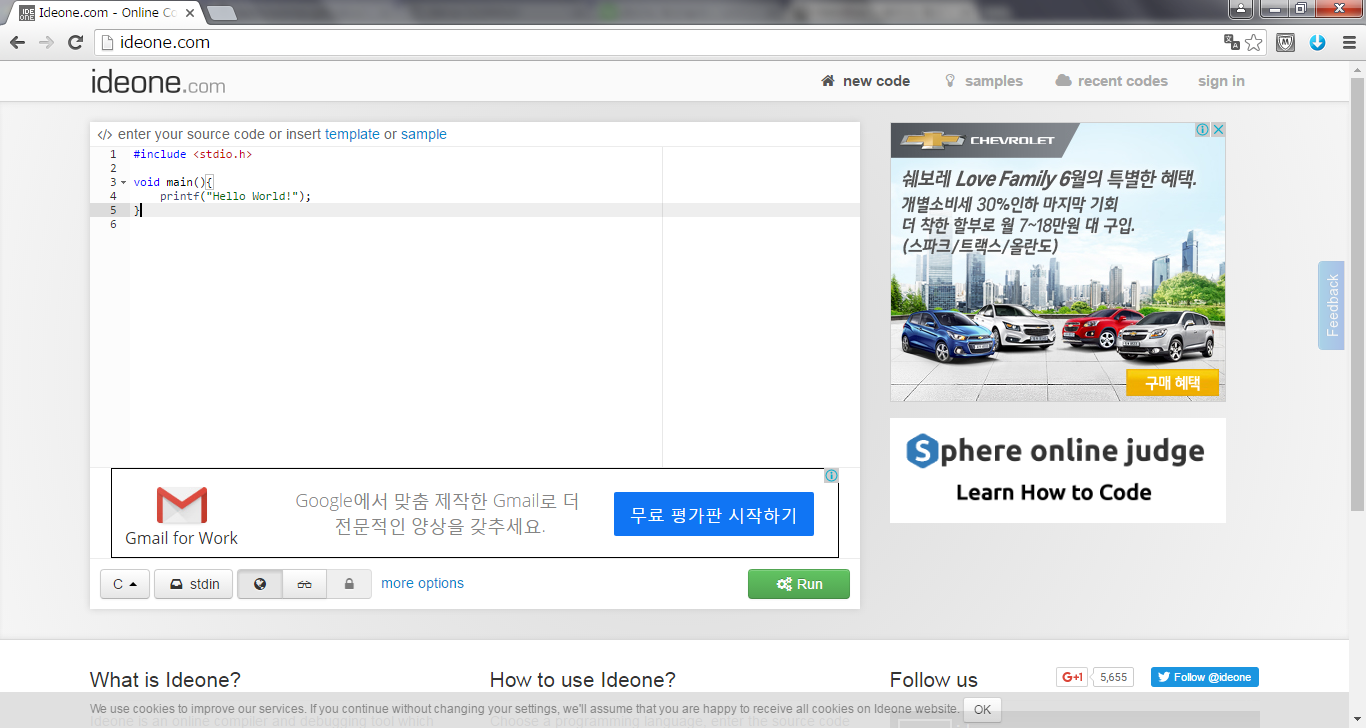 Ideone.com - Online Co
ideone.com
ideone.com
new code
samples
recent codes
sign in
</> enter your source code or insert template or sample
1 #include <stdio.h>
2
3 void main(){
4 printf("Hello World!");
5 }
6
CHEVROLET
쉐보레 Love Family 6월의 특별한 혜택.
개별소비세 30%인하 마지막 기회
더 착한 할부로 월 7~18만원 대 구입.
(스파크/트랙스/올란도)
구매 혜택
Feedback
Sphere online judge
Learn How to Code
Gmail for Work
Google에서 맞춤 제작한 Gmail로 더
전문적인 양상을 갖추세요.
무료 평가판 시작하기
C
stdin
more options
Run
What is Ideone?
How to use Ideone?
Follow us
G+1
5,655
Follow @ideone
We use cookies to improve our services. If you continue without changing your settings, we'll assume that you are happy to receive all cookies on Ideone website.
OK
Ideone is an online compiler and debugging tool which
Choose a programming language, enter the source code